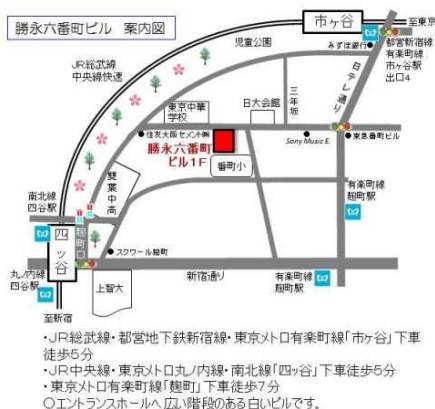 勝永六番町ビル 案内図
市ヶ谷
至東京
児童公園
みずほ銀行
都営新宿線
有楽町線
市ヶ谷駅
出口4
JR総武線
中央線快速
日テレ通り
三年坂
東京中華
学校
日大会館
住友大阪セメント㈱
Sony Music E.
東急番町ビル
勝永六番町
ビル1F
番町小
雙葉中高
有楽町線
麹町駅
南北線
四谷駅
麹町
四ッ谷
スクワール麹町
丸ノ内線
四谷駅
新宿通り
有楽町線
麹町駅
上智大
至新宿
・JR総武線・都営地下鉄新宿線・東京メトロ有楽町線「市ヶ谷」下車
徒歩5分
・JR中央線・東京メトロ丸ノ内線・南北線「四ッ谷」下車徒歩5分
・東京メトロ有楽町線「麹町」下車徒歩7分
○エントランスホールへ広い階段のある白いビルです。